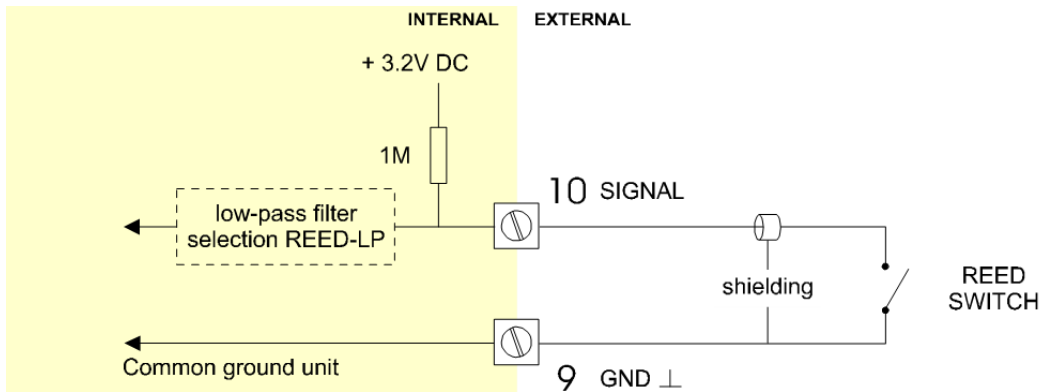 INTERNAL EXTERNAL
+ 3.2V DC
1M
10 SIGNAL
low-pass filter
selection REED-LP
shielding
REED
SWITCH
Common ground unit
9 GND ⊥